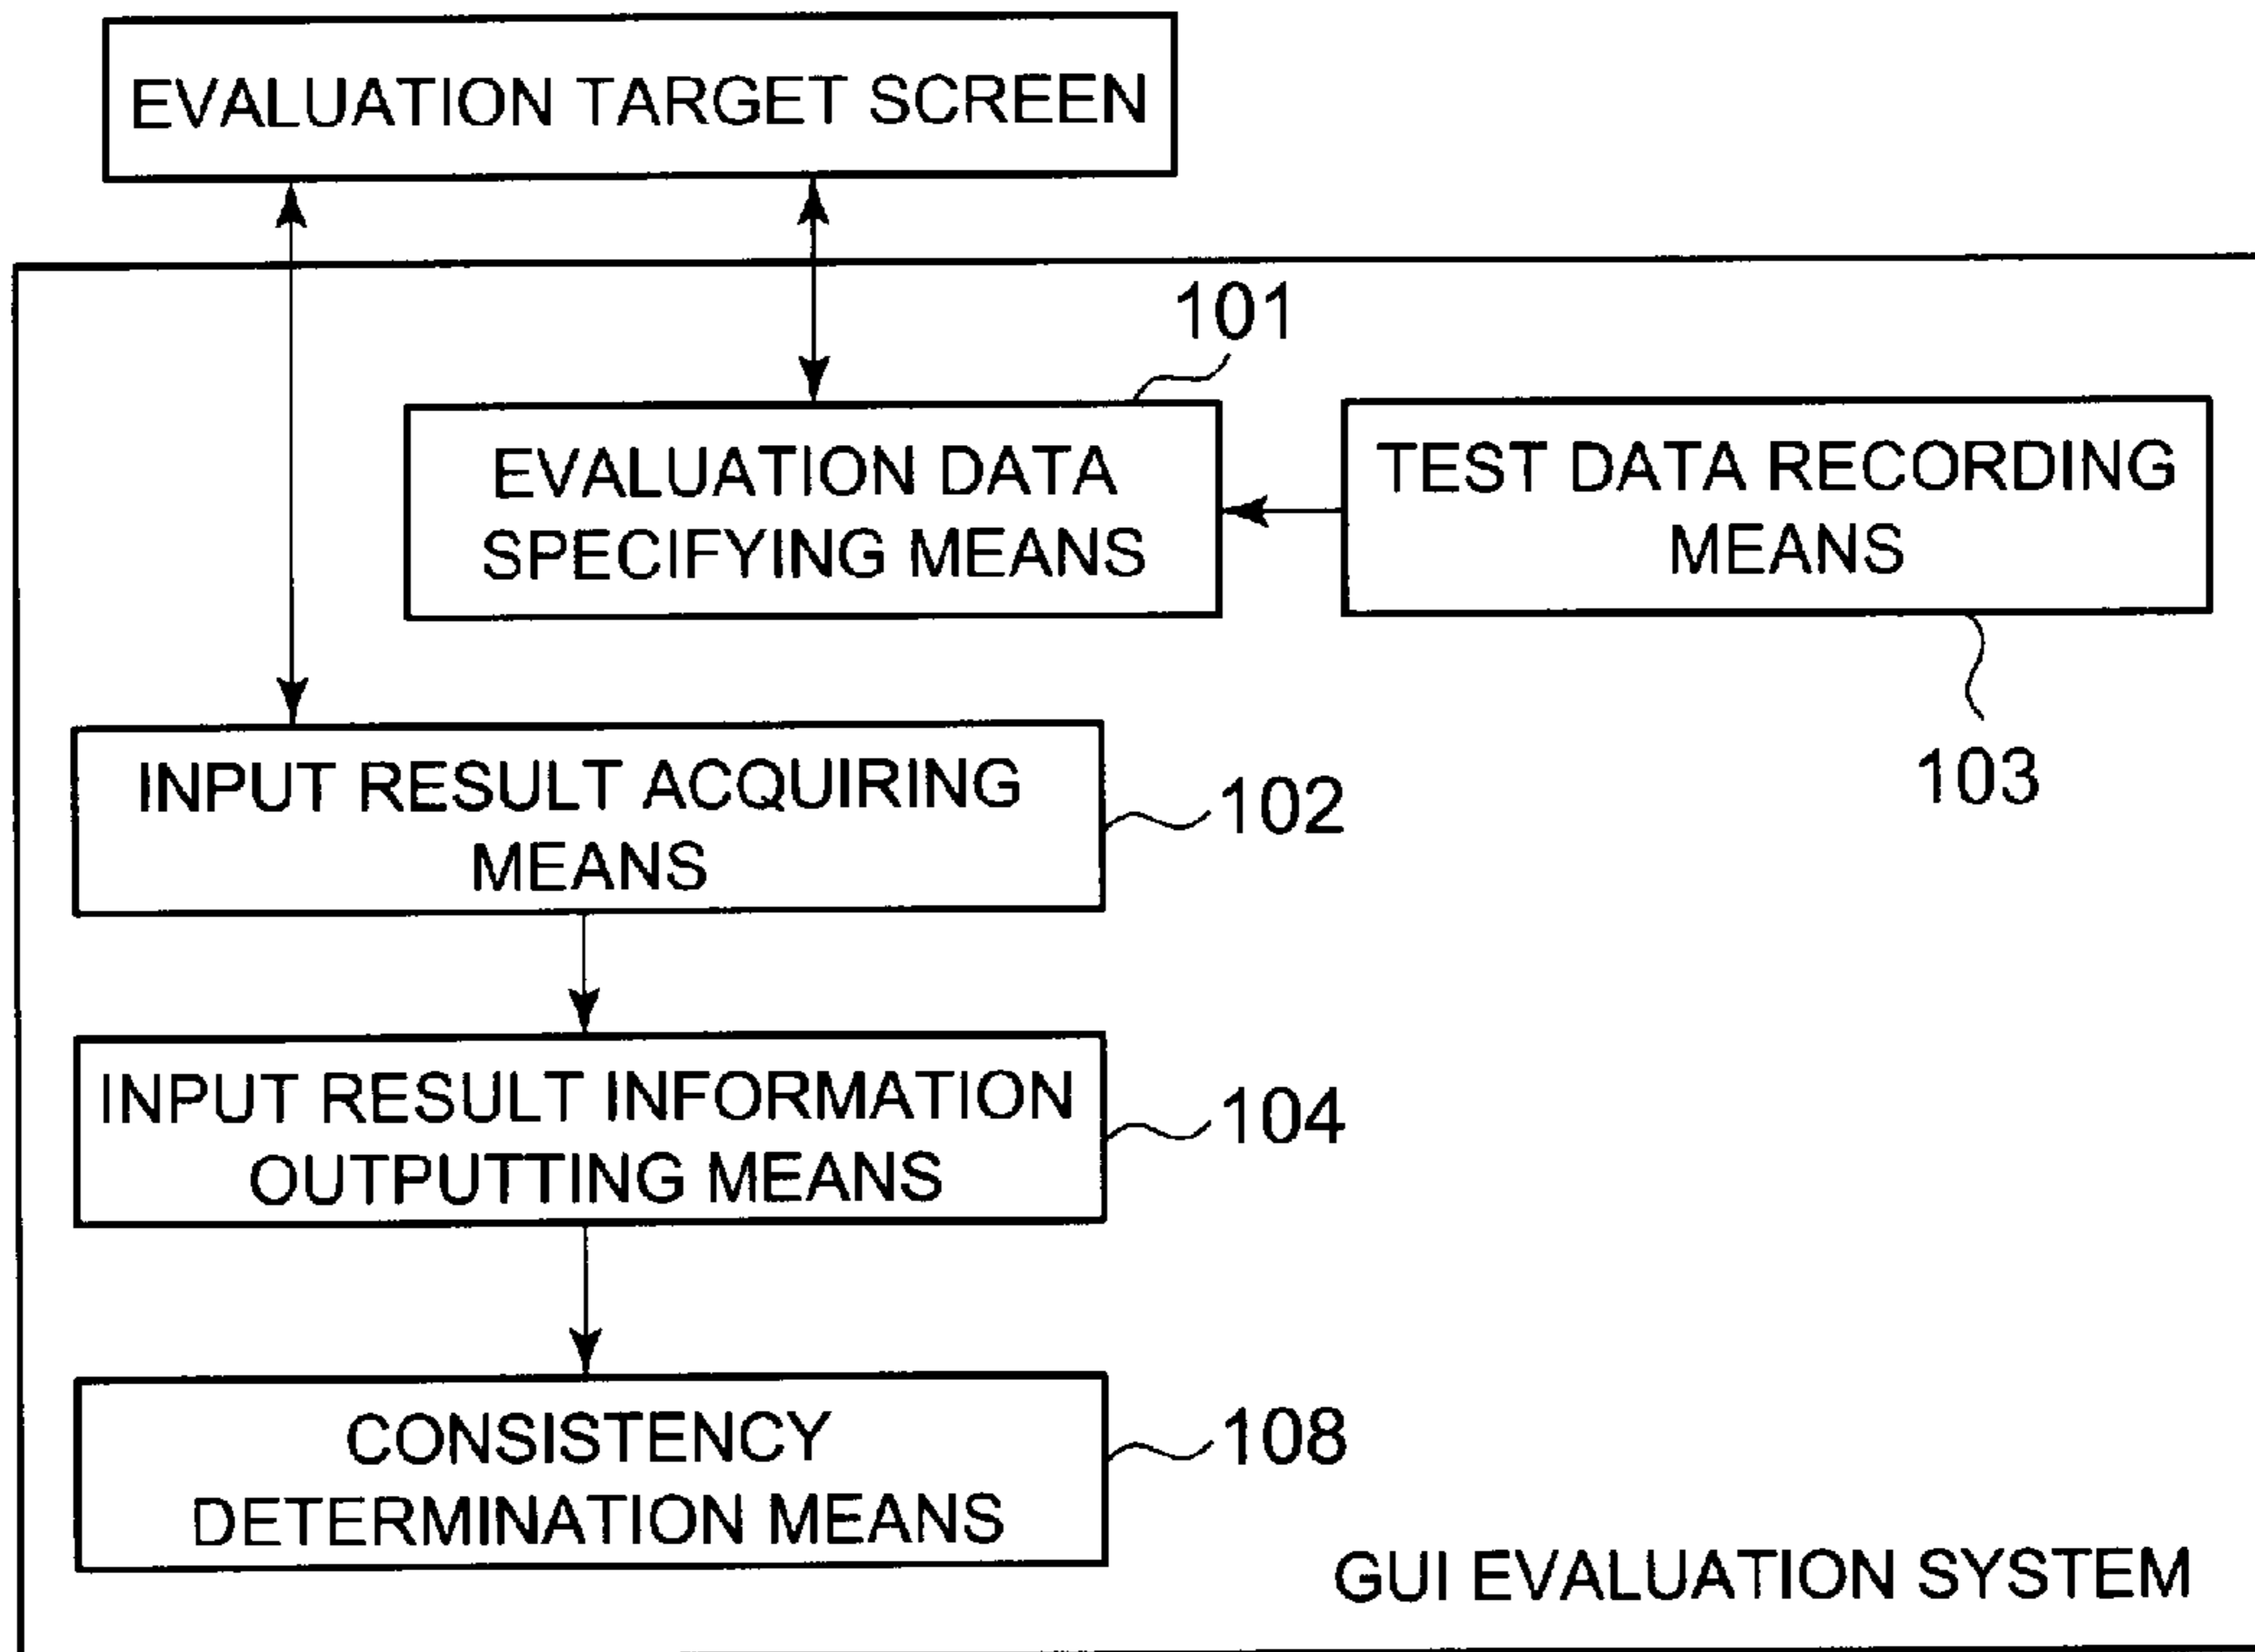 EVALUATION TARGET SCREEN
101
EVALUATION DATA
SPECIFYING MEANS
TEST DATA RECORDING
MEANS
103
INPUT RESULT ACQUIRING
MEANS
102
INPUT RESULT INFORMATION
OUTPUTTING MEANS
104
CONSISTENCY
DETERMINATION MEANS
108
GUI EVALUATION SYSTEM